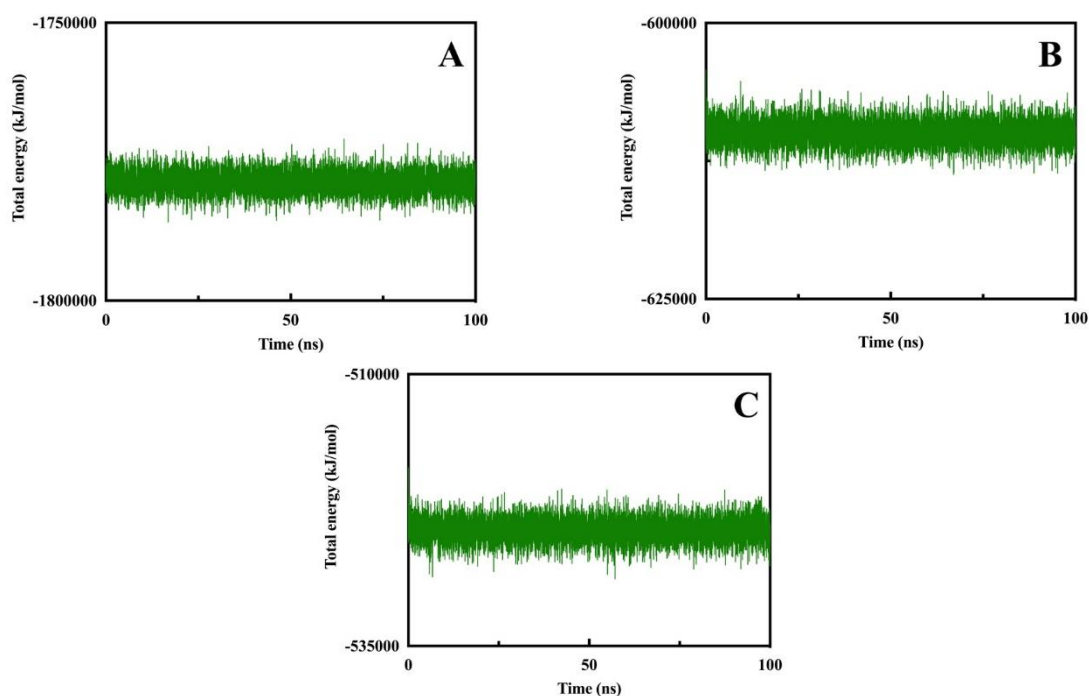 -1750000
A
Total energy (kJ/mol)
-1800000
0 50 100
Time (ns)
-600000
B
Total energy (kJ/mol)
-625000
0 50 100
Time (ns)
-510000
C
Total energy (kJ/mol)
-535000
0 50 100
Time (ns)